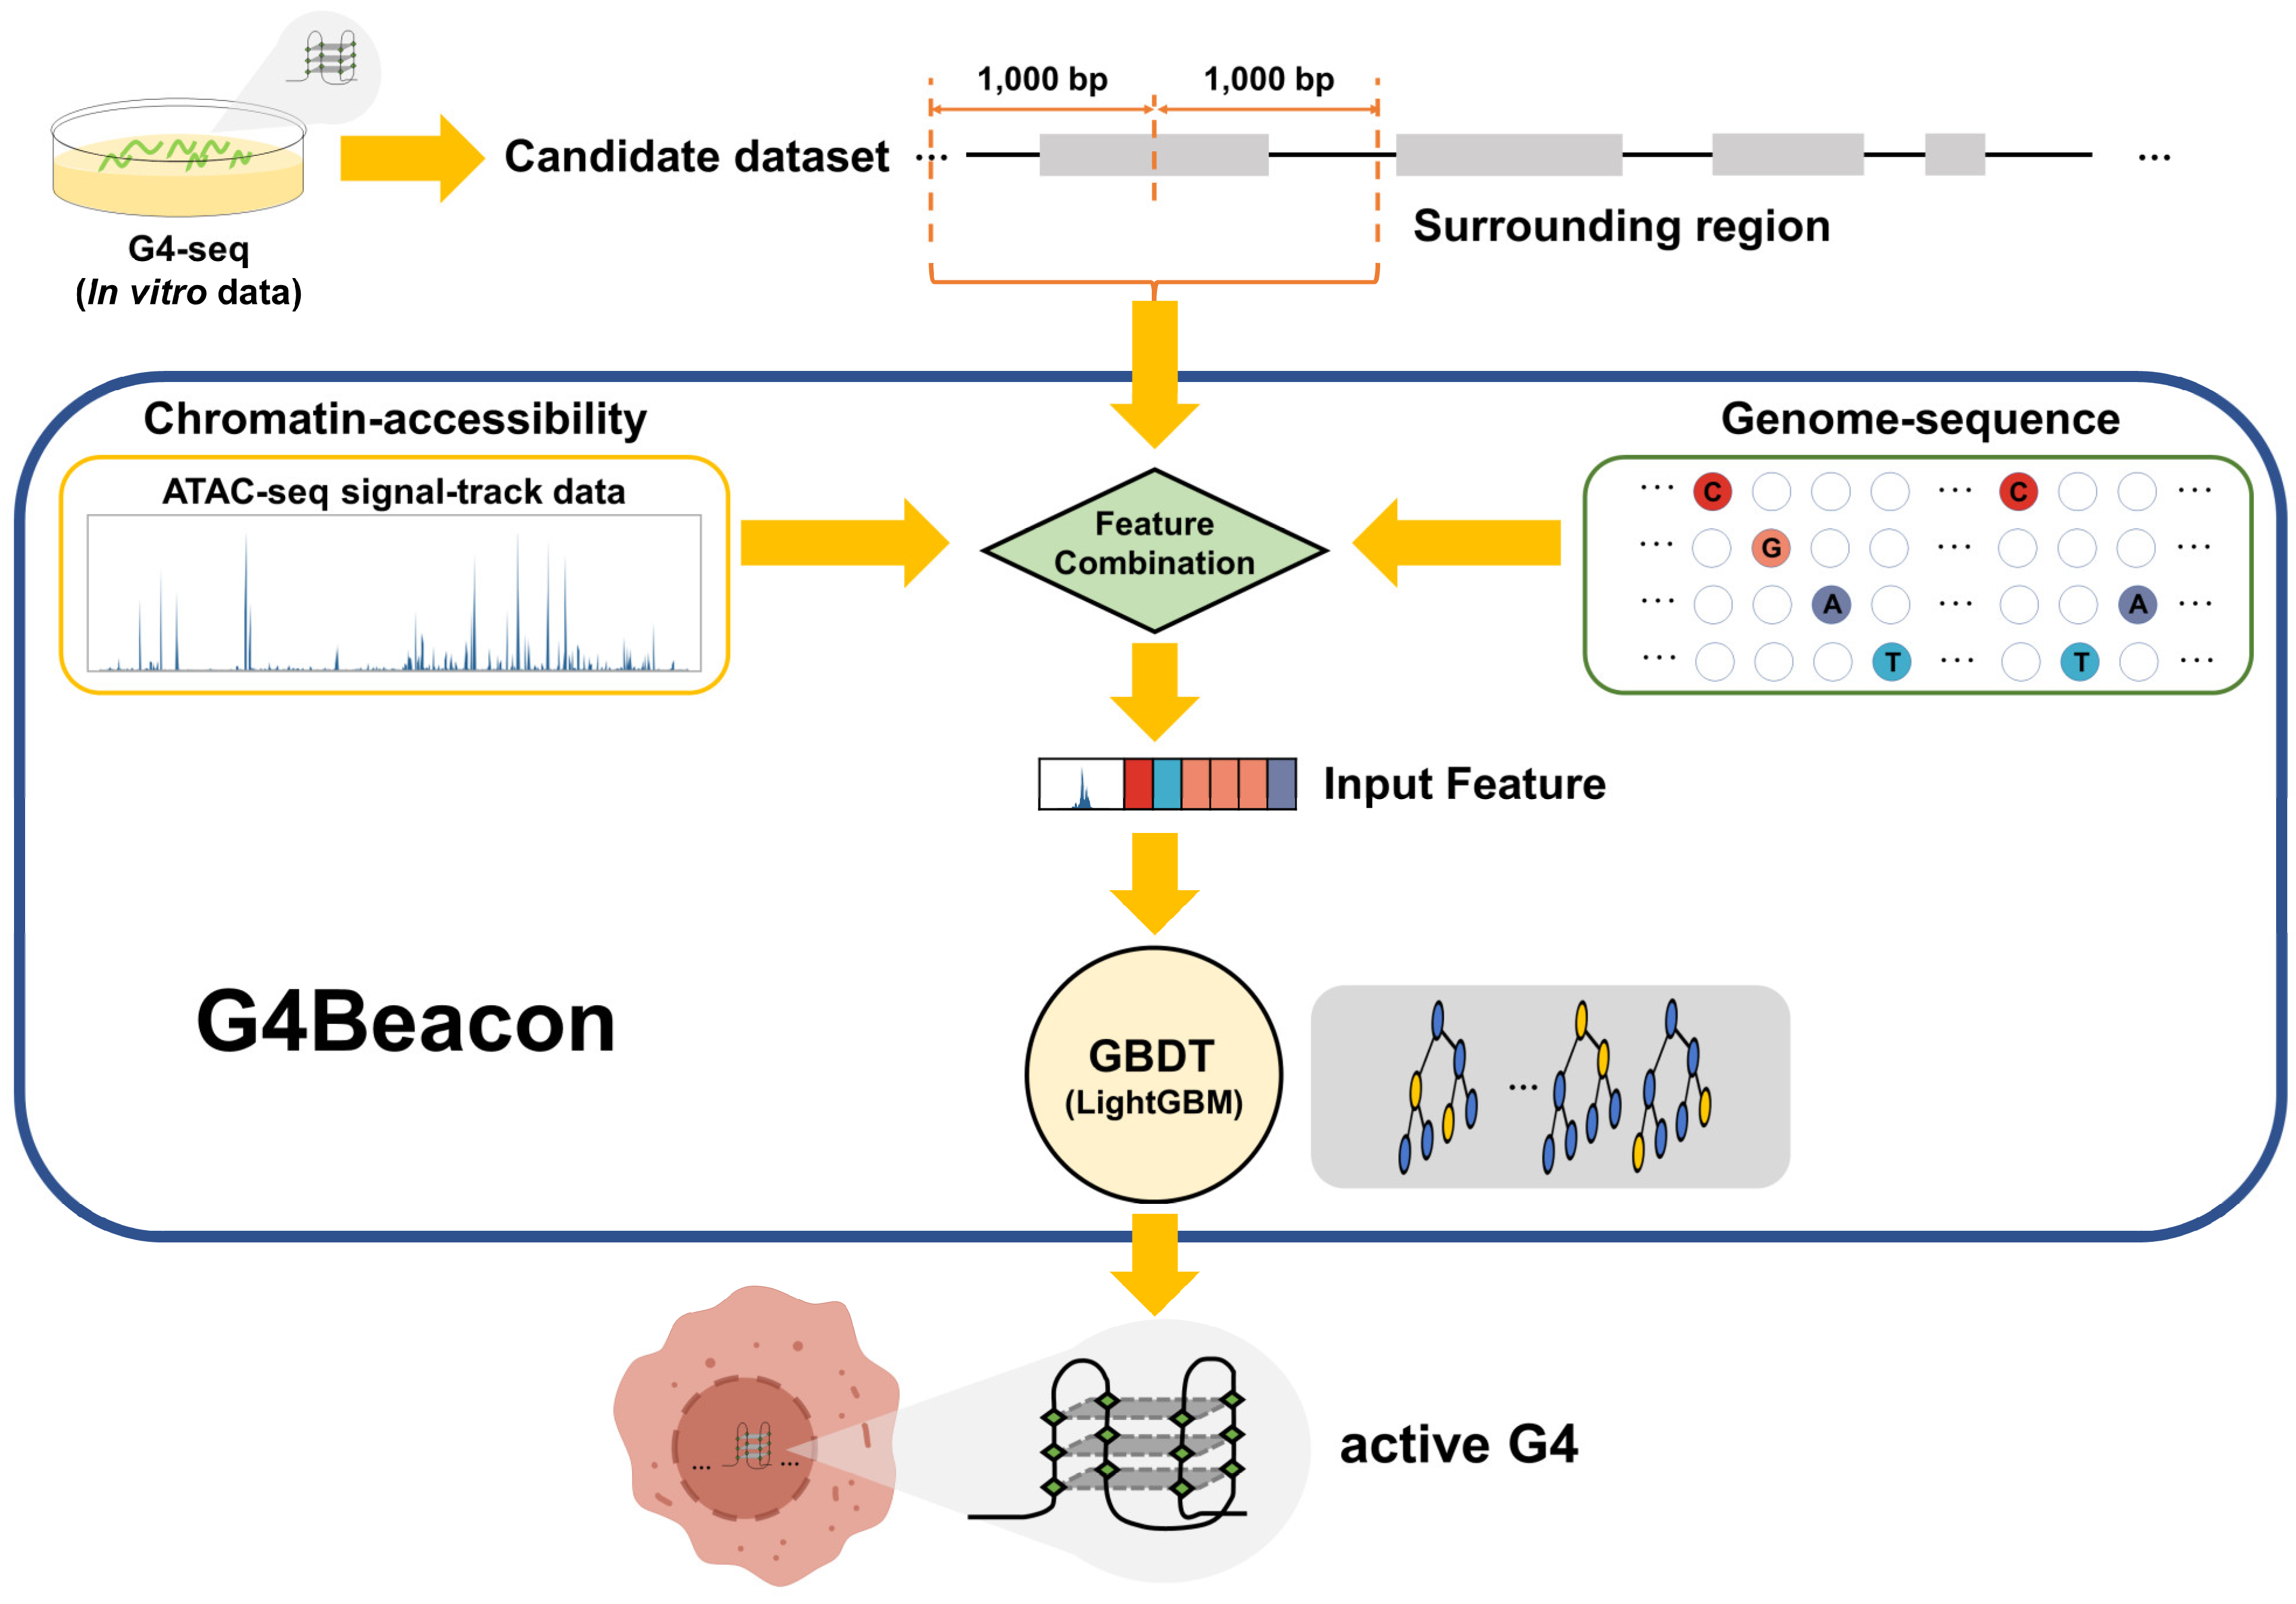 1,000 bp 1,000 bp
Candidate dataset ... ...
Surrounding region
G4-seq
(In vitro data)
Chromatin-accessibility
ATAC-seq signal-track data
Genome-sequence
... C ... C ...
... G ... ...
... A ... A ...
... T ... T ...
Feature
Combination
Input Feature
G4Beacon
GBDT
(LightGBM)
...
... ...
active G4